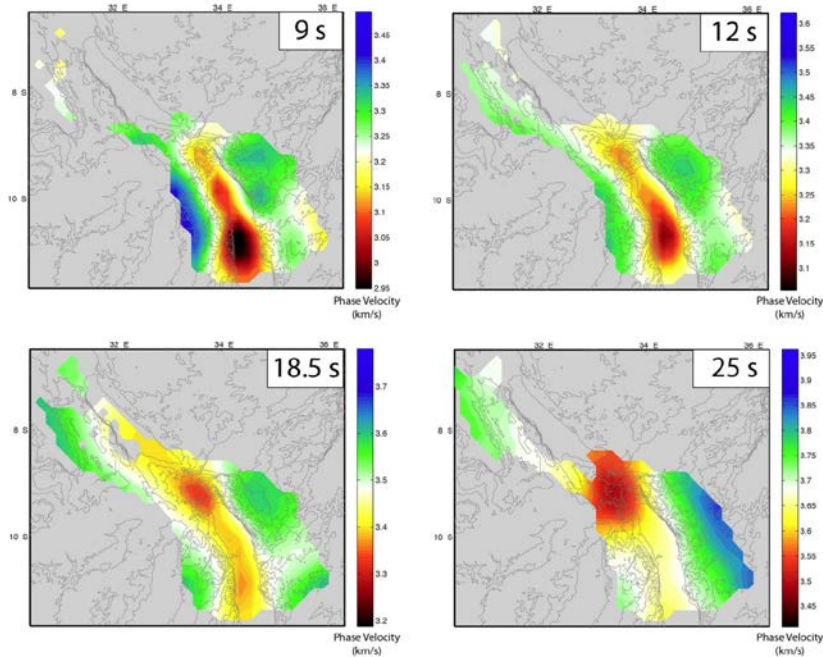 32 E 34 36 E
9 s
8 S
10 S
3.45
3.4
3.35
3.3
3.25
3.2
3.15
3.1
3.05
3
2.95
Phase Velocity
(km/s)
32 E 34 36 E
12 s
8 S
10 S
3.6
3.55
3.5
3.45
3.4
3.35
3.3
3.25
3.2
3.15
3.1
Phase Velocity
(km/s)
32 E 34 36 E
18.5 s
8 S
10 S
3.7
3.6
3.5
3.4
3.3
3.2
Phase Velocity
(km/s)
32 E 34 36 E
25 s
8 S
10 S
3.95
3.9
3.85
3.8
3.75
3.7
3.65
3.6
3.55
3.5
3.45
Phase Velocity
(km/s)